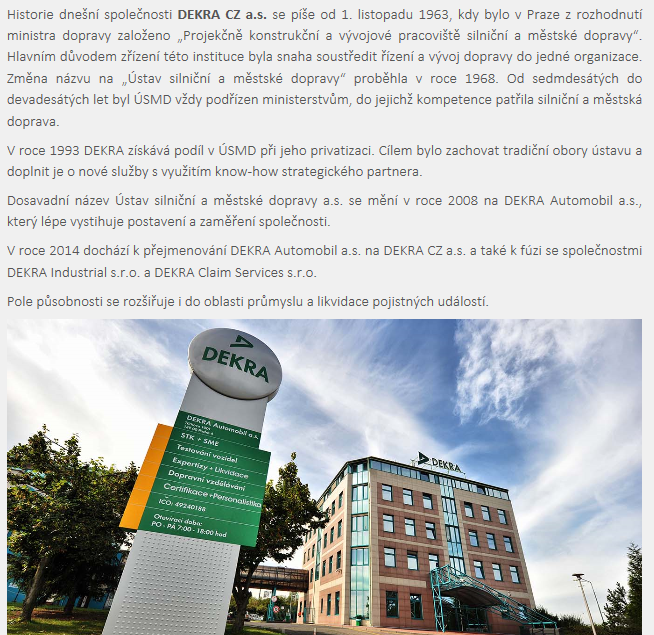 Historie dnešní společnosti DEKRA CZ a.s. se píše od 1. listopadu 1963, kdy bylo v Praze z rozhodnutí
ministra dopravy založeno „Projekčně konstrukční a vývojové pracoviště silniční a městské dopravy“.
Hlavním důvodem zřízení této instituce byla snaha soustředit řízení a vývoj dopravy do jedné organizace.
Změna názvu na „Ústav silniční a městské dopravy“ proběhla v roce 1968. Od sedmdesátých do
devadesátých let byl ÚSMD vždy podřízen ministerstvům, do jejichž kompetence patřila silniční a městská
doprava.
V roce 1993 DEKRA získává podíl v ÚSMD při jeho privatizaci. Cílem bylo zachovat tradiční obory ústavu a
doplnit je o nové služby s využitím know-how strategického partnera.
Dosavadní název Ústav silniční a městské dopravy a.s. se mění v roce 2008 na DEKRA Automobil a.s.,
který lépe vystihuje postavení a zaměření společnosti.
V roce 2014 dochází k přejmenování DEKRA Automobil a.s. na DEKRA CZ a.s. a také k fúzi se společnostmi
DEKRA Industrial s.r.o. a DEKRA Claim Services s.r.o.
Pole působnosti se rozšiřuje i do oblasti průmyslu a likvidace pojistných událostí.
DEKRA
DEKRA Automobil a.s.
STK + SME
Testování vozidel
Expertizy + Likvidace
Dopravní vzdělávání
Certifikace + Personalistika
IČO: 49240188
Otevírací doba:
PO - PÁ 7:00 - 18:00 hod
DEKRA